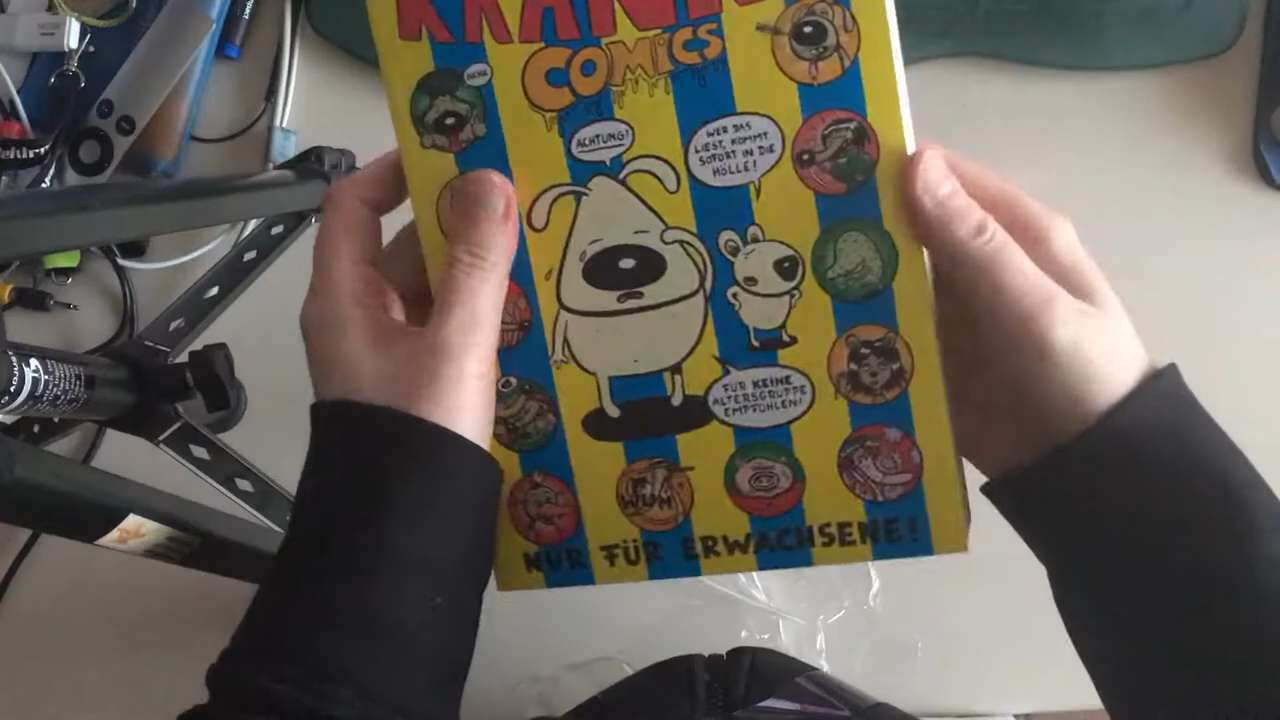 COMICS
NEIN!
ACHTUNG!
WER DAS
LIEST, KOMMT
SOFORT IN DIE
HÖLLE!
FÜR KEINE
ALTERSGRUPPE
EMPFOHLEN!
WUH
NUR FÜR ERWACHSENE!